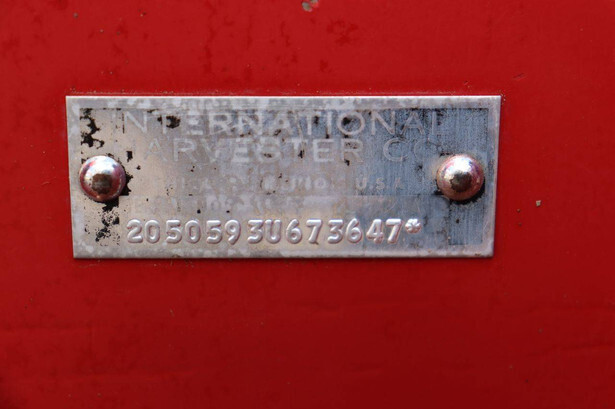 INTERNATIONAL
HARVESTER CO
U.S.A.
2050593U673647*